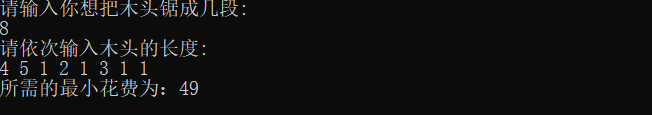 请输入你想把木头锯成几段:
8
请依次输入木头的长度:
4 5 1 2 1 3 1 1
所需的最小花费为：49